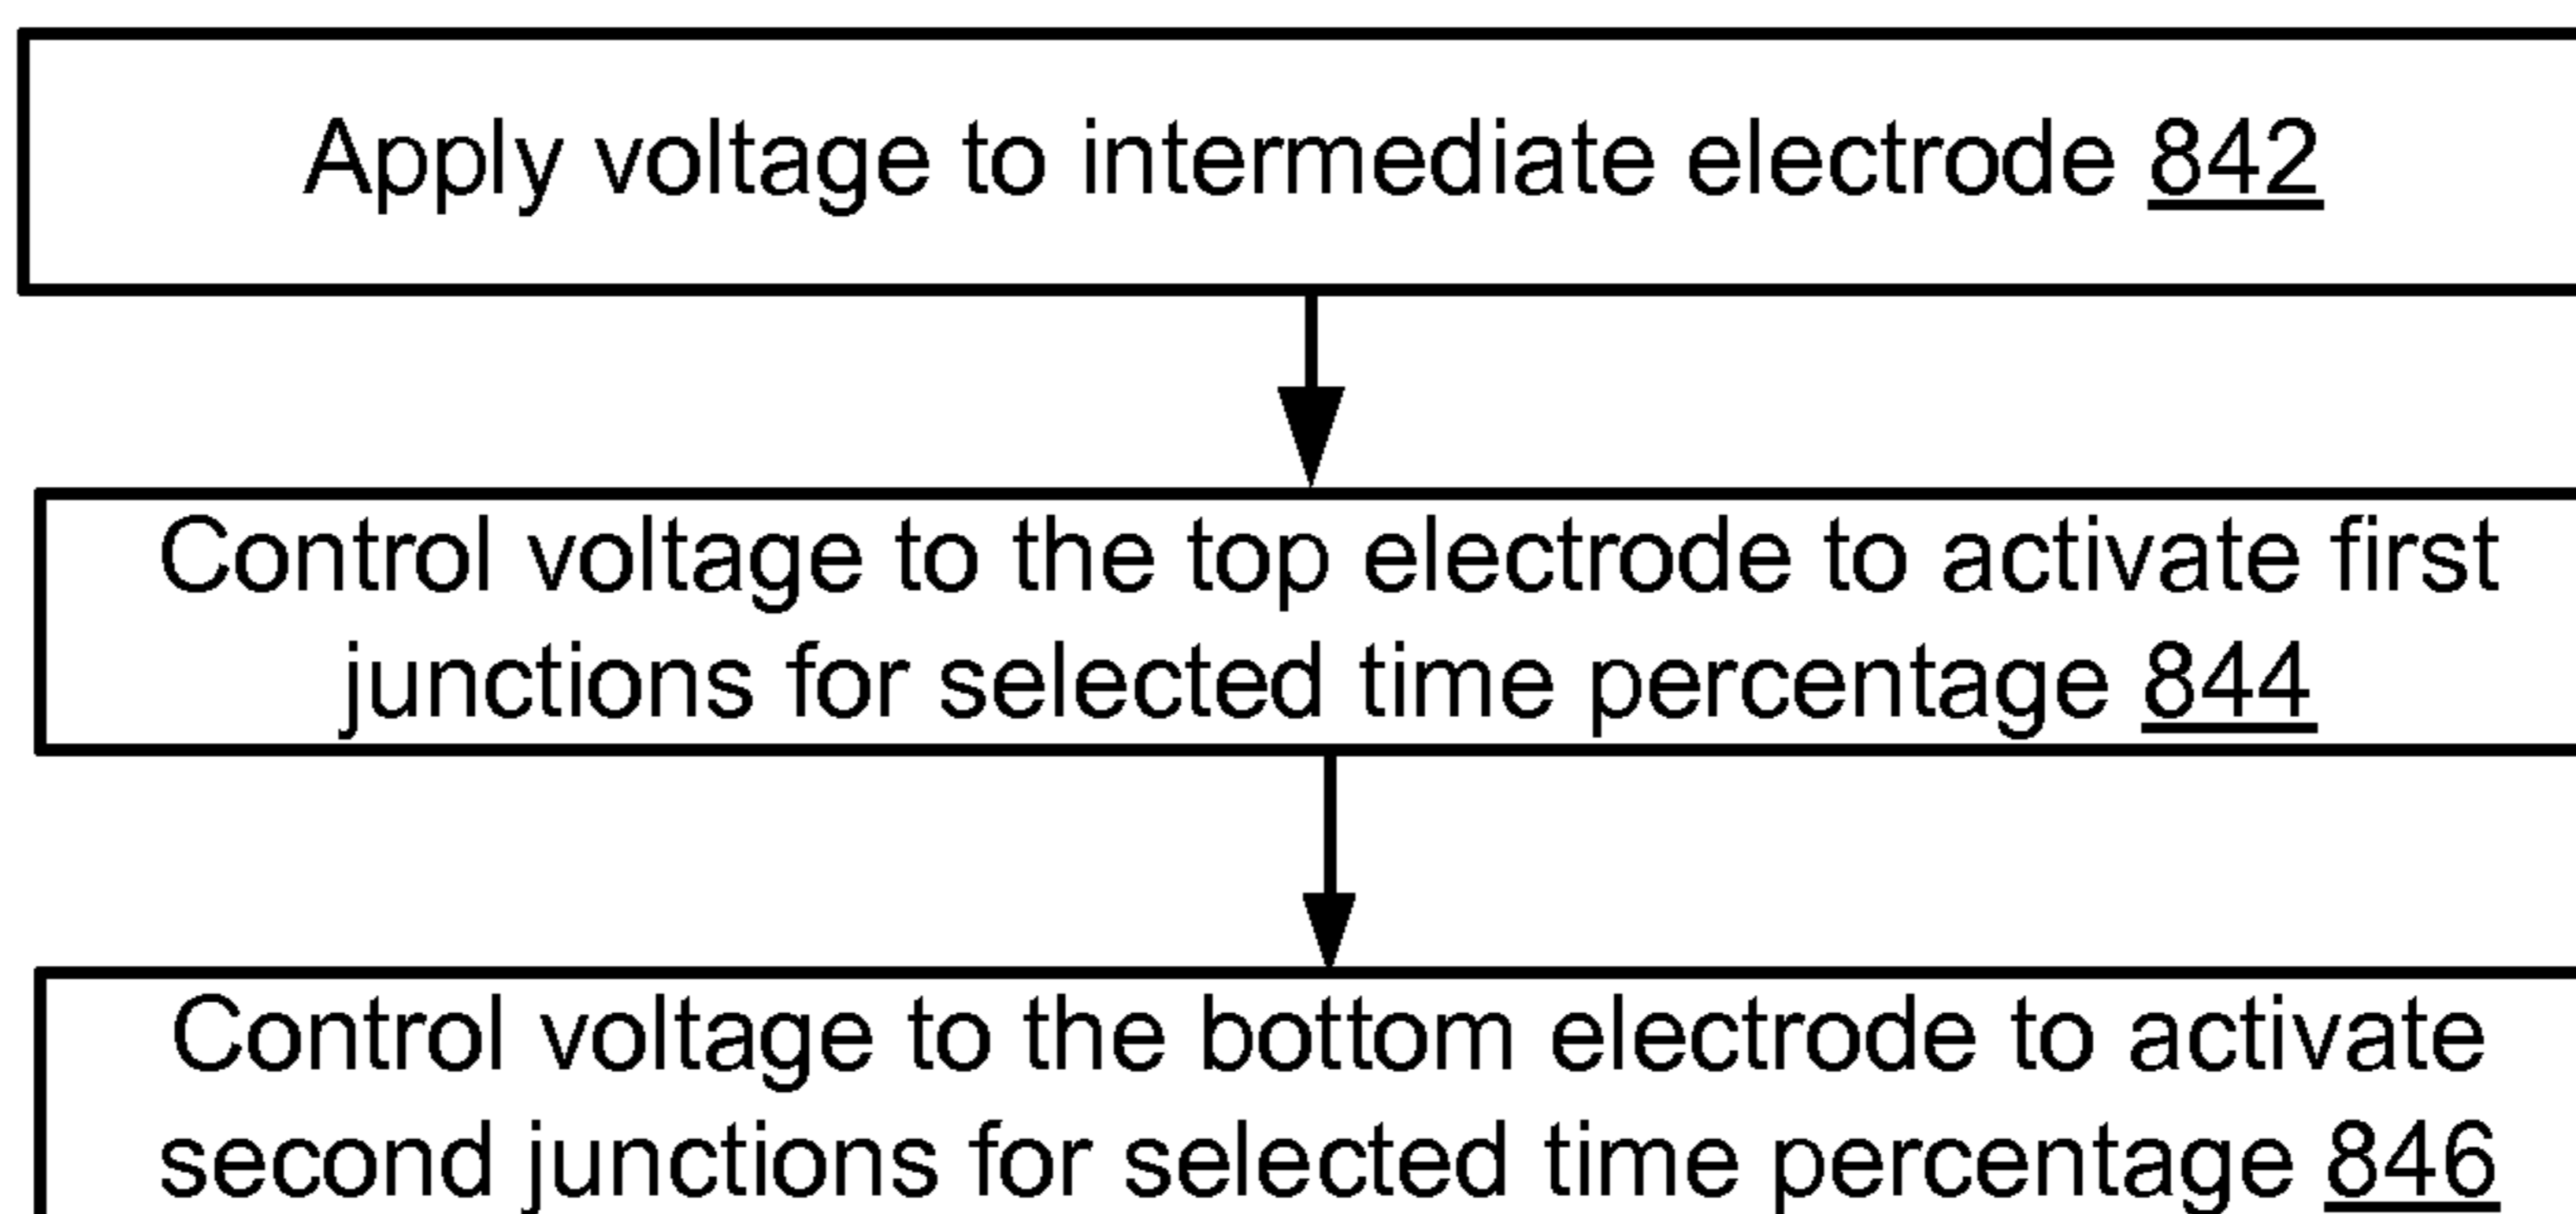 Apply voltage to intermediate electrode 842
Control voltage to the top electrode to activate first
junctions for selected time percentage 844
Control voltage to the bottom electrode to activate
second junctions for selected time percentage 846